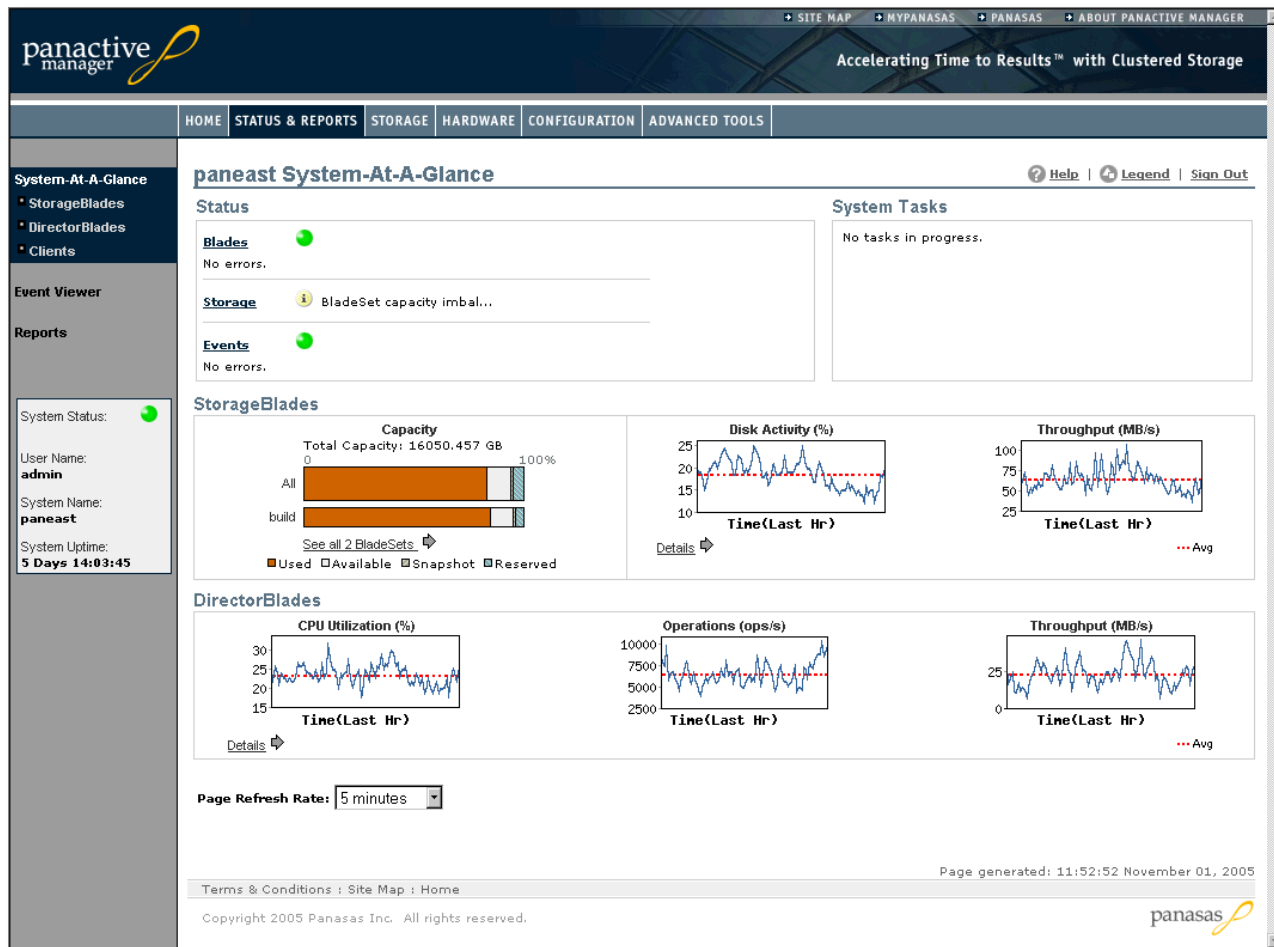 SITE MAP MYPANASAS PANASAS ABOUT PANACTIVE MANAGER
panactive
manager
Accelerating Time to Results™ with Clustered Storage
HOME STATUS & REPORTS STORAGE HARDWARE CONFIGURATION ADVANCED TOOLS
System-At-A-Glance
StorageBlades
DirectorBlades
Clients
Event Viewer
Reports
System Status:
User Name:
admin
System Name:
paneast
System Uptime:
5 Days 14:03:45
paneast System-At-A-Glance
Help | Legend | Sign Out
Status
Blades
No errors.
Storage i BladeSet capacity imbal...
Events
No errors.
System Tasks
No tasks in progress.
StorageBlades
Capacity
Total Capacity: 16050.457 GB
0 100%
All
build
See all 2 BladeSets
Used Available Snapshot Reserved
Disk Activity (%)
25
20
15
10
Time(Last Hr)
Details
Throughput (MB/s)
100
75
50
25
Time(Last Hr)
Avg
DirectorBlades
CPU Utilization (%)
30
25
20
15
Time(Last Hr)
Details
Operations (ops/s)
10000
7500
5000
2500
Time(Last Hr)
Throughput (MB/s)
25
0
Time(Last Hr)
Avg
Page Refresh Rate: 5 minutes
Page generated: 11:52:52 November 01, 2005
Terms & Conditions : Site Map : Home
Copyright 2005 Panasas Inc. All rights reserved.
panasas